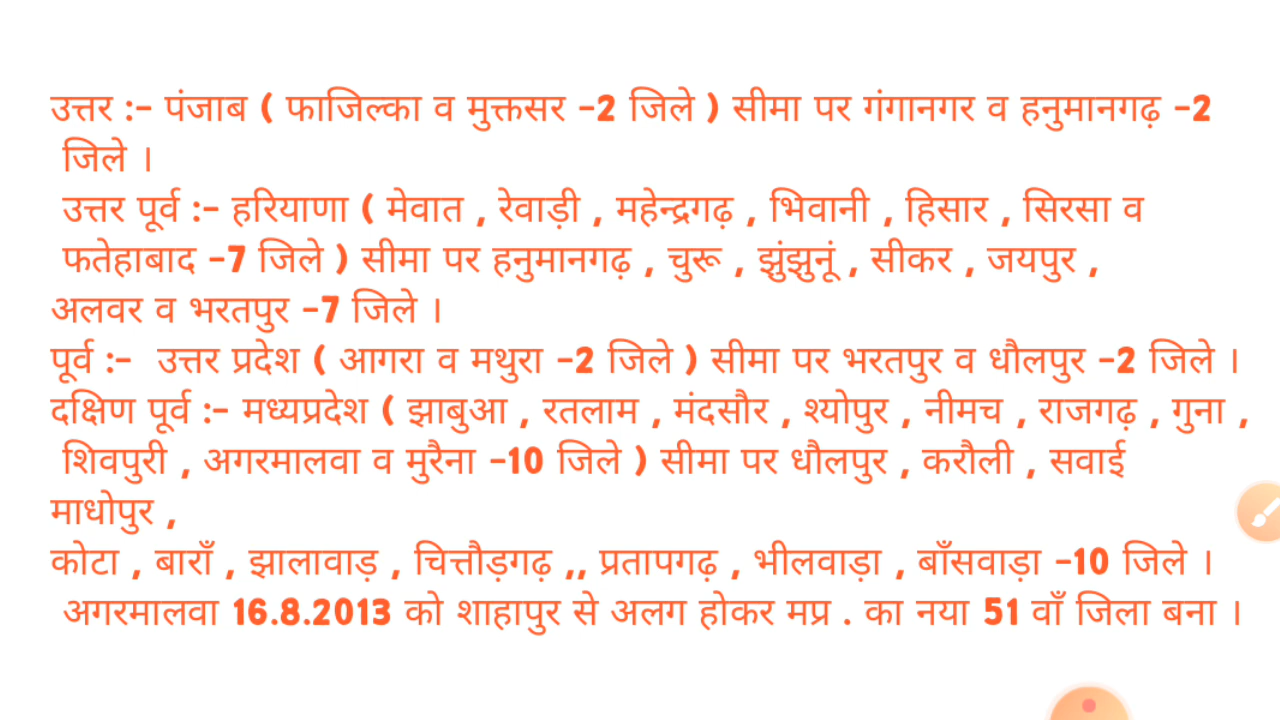 उत्तर :- पंजाब ( फाजिल्का व मुक्तसर -2 जिले ) सीमा पर गंगानगर व हनुमानगढ़ -2
जिले ।
उत्तर पूर्व :- हरियाणा ( मेवात , रेवाड़ी , महेन्द्रगढ़ , भिवानी , हिसार , सिरसा व
फतेहाबाद -7 जिले ) सीमा पर हनुमानगढ़ , चुरू , झुंझुनूं , सीकर , जयपुर ,
अलवर व भरतपुर -7 जिले ।
पूर्व :- उत्तर प्रदेश ( आगरा व मथुरा -2 जिले ) सीमा पर भरतपुर व धौलपुर -2 जिले ।
दक्षिण पूर्व :- मध्यप्रदेश ( झाबुआ , रतलाम , मंदसौर , श्योपुर , नीमच , राजगढ़ , गुना ,
शिवपुरी , अगरमालवा व मुरैना -10 जिले ) सीमा पर धौलपुर , करौली , सवाई
माधोपुर ,
कोटा , बाराँ , झालावाड़ , चित्तौड़गढ़ ,, प्रतापगढ़ , भीलवाड़ा , बाँसवाड़ा -10 जिले ।
अगरमालवा 16.8.2013 को शाहापुर से अलग होकर मप्र . का नया 51 वाँ जिला बना ।